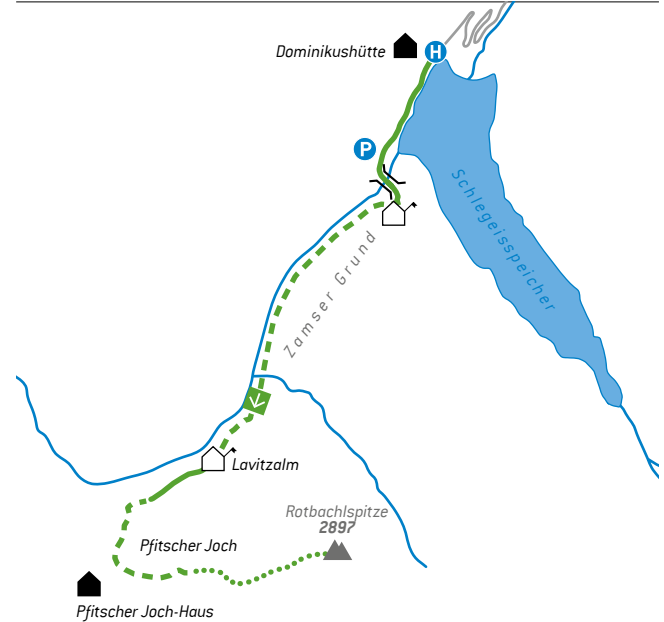 Dominikushütte
H
P
Schlegeisspeicher
Zamser Grund
Lavitzalm
Rotbachlspitze
2897
Pfitscher Joch
Pfitscher Joch-Haus